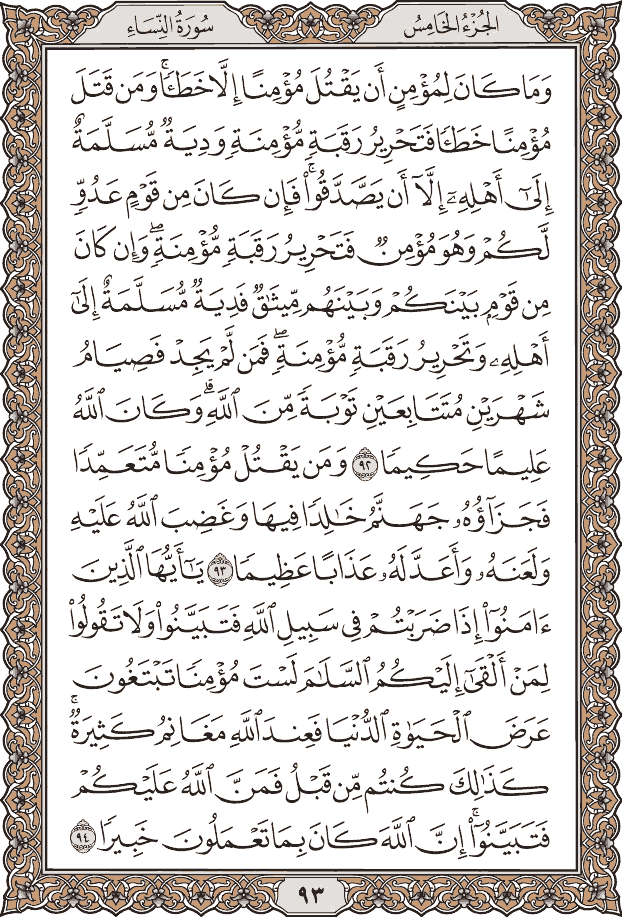 الجُزْءُ الخَامِسُ
سُورَةُ النِّسَاءِ
وَمَا كَانَ لِمُؤْمِنٍ أَن يَقْتُلَ مُؤْمِنًا إِلَّا خَطَـًٔاۚ وَمَن قَتَلَ
مُؤْمِنًا خَطَـًٔا فَتَحْرِيرُ رَقَبَةٍ مُّؤْمِنَةٍ وَدِيَةٌ مُّسَلَّمَةٌ
إِلَىٰٓ أَهْلِهِۦٓ إِلَّآ أَن يَصَّدَّقُوا۟ۚ فَإِن كَانَ مِن قَوْمٍ عَدُوٍّ
لَّكُمْ وَهُوَ مُؤْمِنٌ فَتَحْرِيرُ رَقَبَةٍ مُّؤْمِنَةٍۖ وَإِن كَانَ
مِن قَوْمٍۭ بَيْنَكُمْ وَبَيْنَهُم مِّيثَـٰقٌ فَدِيَةٌ مُّسَلَّمَةٌ إِلَىٰٓ
أَهْلِهِۦ وَتَحْرِيرُ رَقَبَةٍ مُّؤْمِنَةٍۖ فَمَن لَّمْ يَجِدْ فَصِيَامُ
شَهْرَيْنِ مُتَتَابِعَيْنِ تَوْبَةً مِّنَ ٱللَّهِۗ وَكَانَ ٱللَّهُ
عَلِيمًا حَكِيمًا ٩٢ وَمَن يَقْتُلْ مُؤْمِنًا مُّتَعَمِّدًا
فَجَزَآؤُهُۥ جَهَنَّمُ خَـٰلِدًا فِيهَا وَغَضِبَ ٱللَّهُ عَلَيْهِ
وَلَعَنَهُۥ وَأَعَدَّ لَهُۥ عَذَابًا عَظِيمًا ٩٣ يَـٰٓأَيُّهَا ٱلَّذِينَ
ءَامَنُوٓا۟ إِذَا ضَرَبْتُمْ فِى سَبِيلِ ٱللَّهِ فَتَبَيَّنُوا۟ وَلَا تَقُولُوا۟
لِمَنْ أَلْقَىٰٓ إِلَيْكُمُ ٱلسَّلَـٰمَ لَسْتَ مُؤْمِنًا تَبْتَغُونَ
عَرَضَ ٱلْحَيَوٰةِ ٱلدُّنْيَا فَعِندَ ٱللَّهِ مَغَانِمُ كَثِيرَةٌۚ
كَذَٰلِكَ كُنتُم مِّن قَبْلُ فَمَنَّ ٱللَّهُ عَلَيْكُمْ
فَتَبَيَّنُوٓا۟ۚ إِنَّ ٱللَّهَ كَانَ بِمَا تَعْمَلُونَ خَبِيرًا ٩٤
٩٣